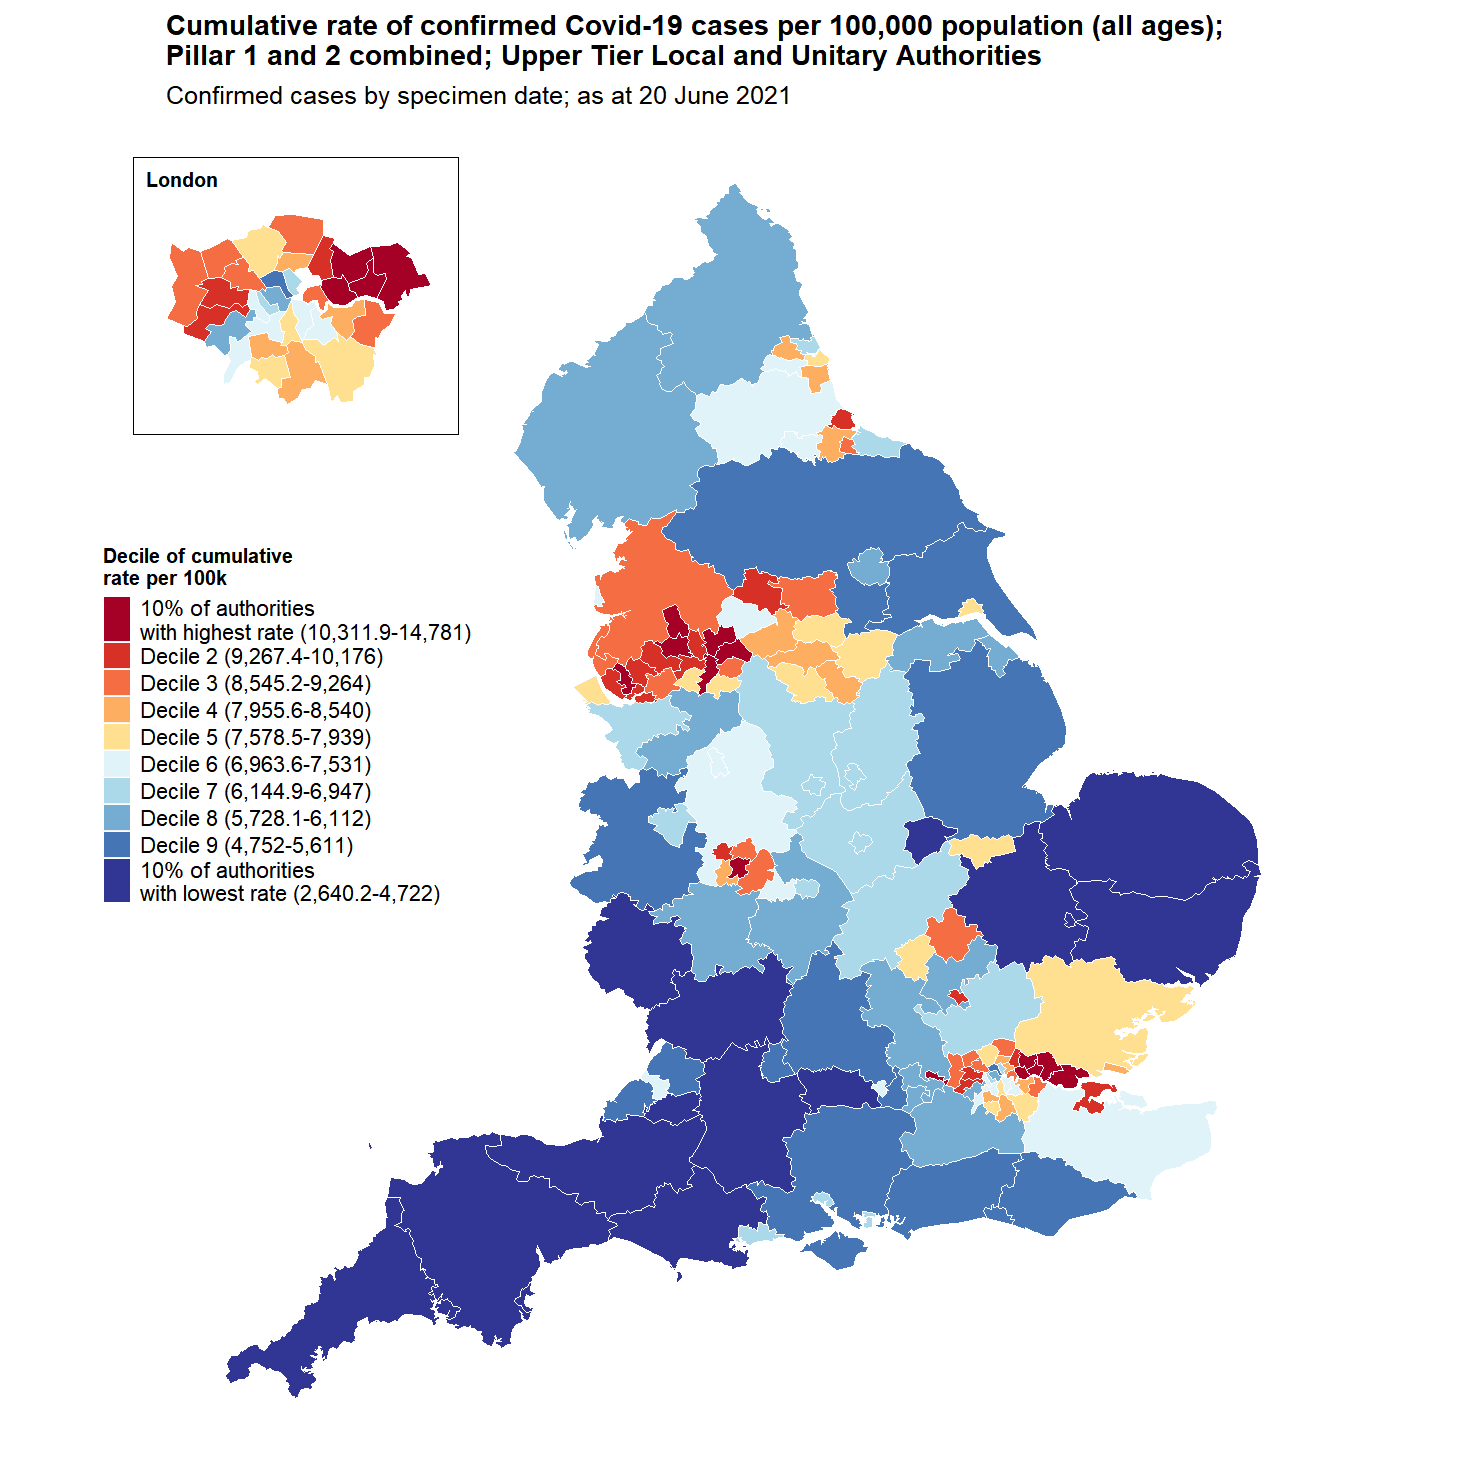 Cumulative rate of confirmed Covid-19 cases per 100,000 population (all ages);
Pillar 1 and 2 combined; Upper Tier Local and Unitary Authorities
Confirmed cases by specimen date; as at 20 June 2021
London
Decile of cumulative
rate per 100k
10% of authorities
with highest rate (10,311.9-14,781)
Decile 2 (9,267.4-10,176)
Decile 3 (8,545.2-9,264)
Decile 4 (7,955.6-8,540)
Decile 5 (7,578.5-7,939)
Decile 6 (6,963.6-7,531)
Decile 7 (6,144.9-6,947)
Decile 8 (5,728.1-6,112)
Decile 9 (4,752-5,611)
10% of authorities
with lowest rate (2,640.2-4,722)